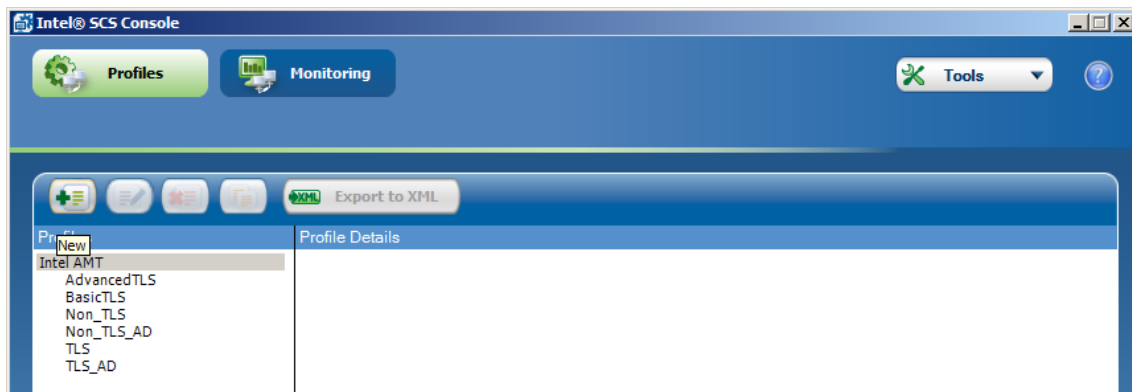 Intel® SCS Console
Profiles
Monitoring
Tools
?
XML
Export to XML
New
Profile Details
Intel AMT
AdvancedTLS
BasicTLS
Non_TLS
Non_TLS_AD
TLS
TLS_AD